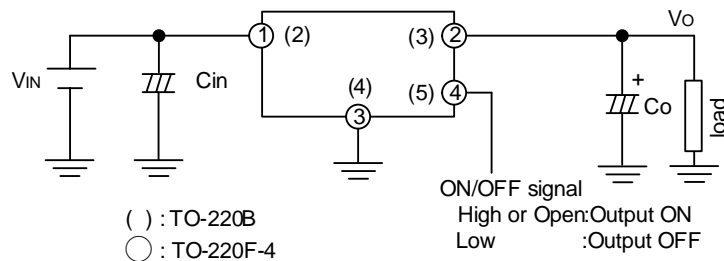 Vo
1 (2) (3) 2
VIN Cin (4) (5) 4 + Co load
3
ON/OFF signal
High or Open:Output ON
Low :Output OFF
( ) : TO-220B
◯ : TO-220F-4